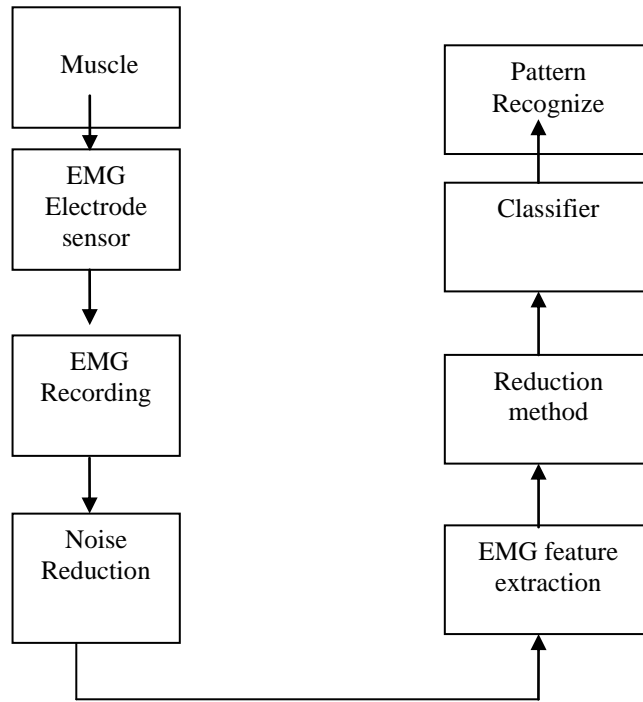 Muscle
EMG
Electrode
sensor
EMG
Recording
Noise
Reduction
EMG feature
extraction
Reduction
method
Classifier
Pattern
Recognize